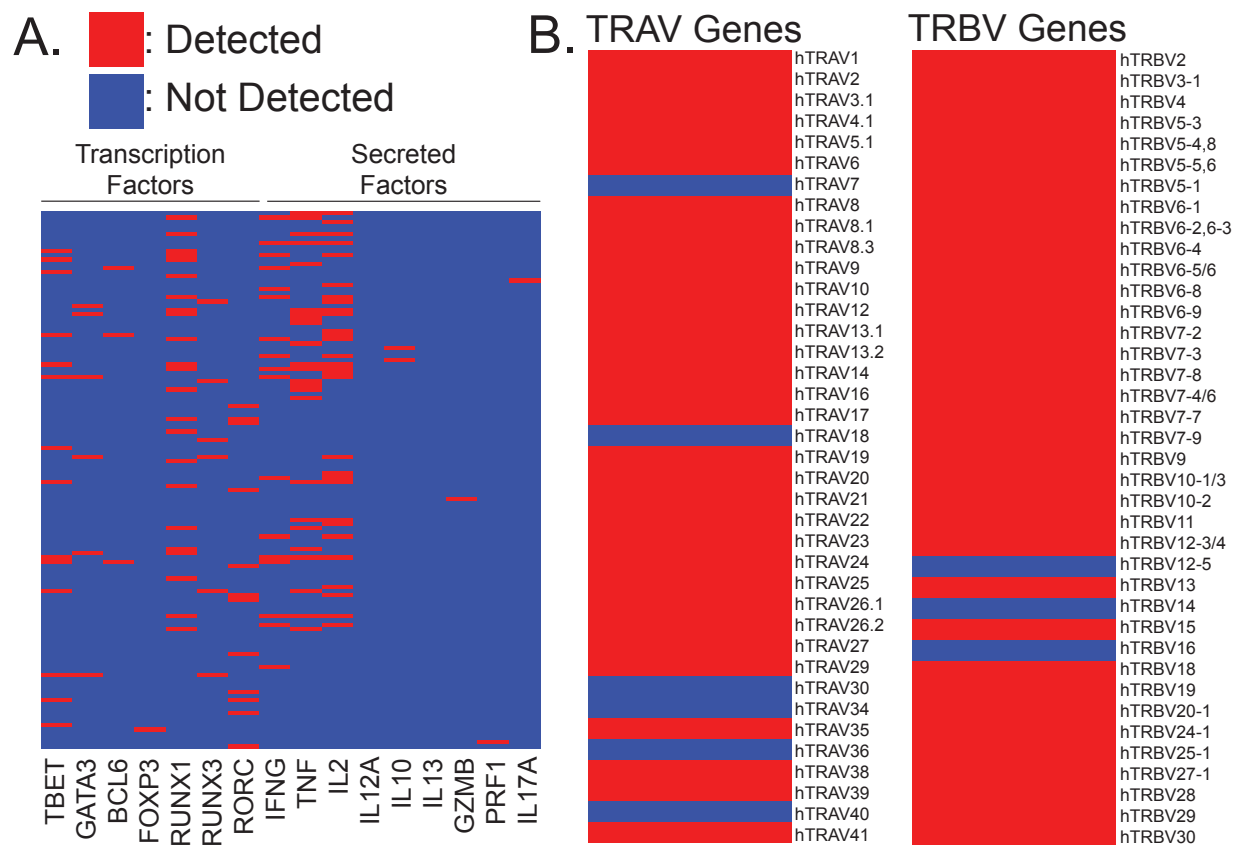 A.
: Detected
: Not Detected
Transcription
Factors
Secreted
Factors
TBET
GATA3
BCL6
FOXP3
RUNX1
RUNX3
RORC
IFNG
TNF
IL2
IL12A
IL10
IL13
GZMB
PRF1
IL17A
B.
TRAV Genes
hTRAV1
hTRAV2
hTRAV3.1
hTRAV4.1
hTRAV5.1
hTRAV6
hTRAV7
hTRAV8
hTRAV8.1
hTRAV8.3
hTRAV9
hTRAV10
hTRAV12
hTRAV13.1
hTRAV13.2
hTRAV14
hTRAV16
hTRAV17
hTRAV18
hTRAV19
hTRAV20
hTRAV21
hTRAV22
hTRAV23
hTRAV24
hTRAV25
hTRAV26.1
hTRAV26.2
hTRAV27
hTRAV29
hTRAV30
hTRAV34
hTRAV35
hTRAV36
hTRAV38
hTRAV39
hTRAV40
hTRAV41
TRBV Genes
hTRBV2
hTRBV3-1
hTRBV4
hTRBV5-3
hTRBV5-4,8
hTRBV5-5,6
hTRBV5-1
hTRBV6-1
hTRBV6-2,6-3
hTRBV6-4
hTRBV6-5/6
hTRBV6-8
hTRBV6-9
hTRBV7-2
hTRBV7-3
hTRBV7-8
hTRBV7-4/6
hTRBV7-7
hTRBV7-9
hTRBV9
hTRBV10-1/3
hTRBV10-2
hTRBV11
hTRBV12-3/4
hTRBV12-5
hTRBV13
hTRBV14
hTRBV15
hTRBV16
hTRBV18
hTRBV19
hTRBV20-1
hTRBV24-1
hTRBV25-1
hTRBV27-1
hTRBV28
hTRBV29
hTRBV30